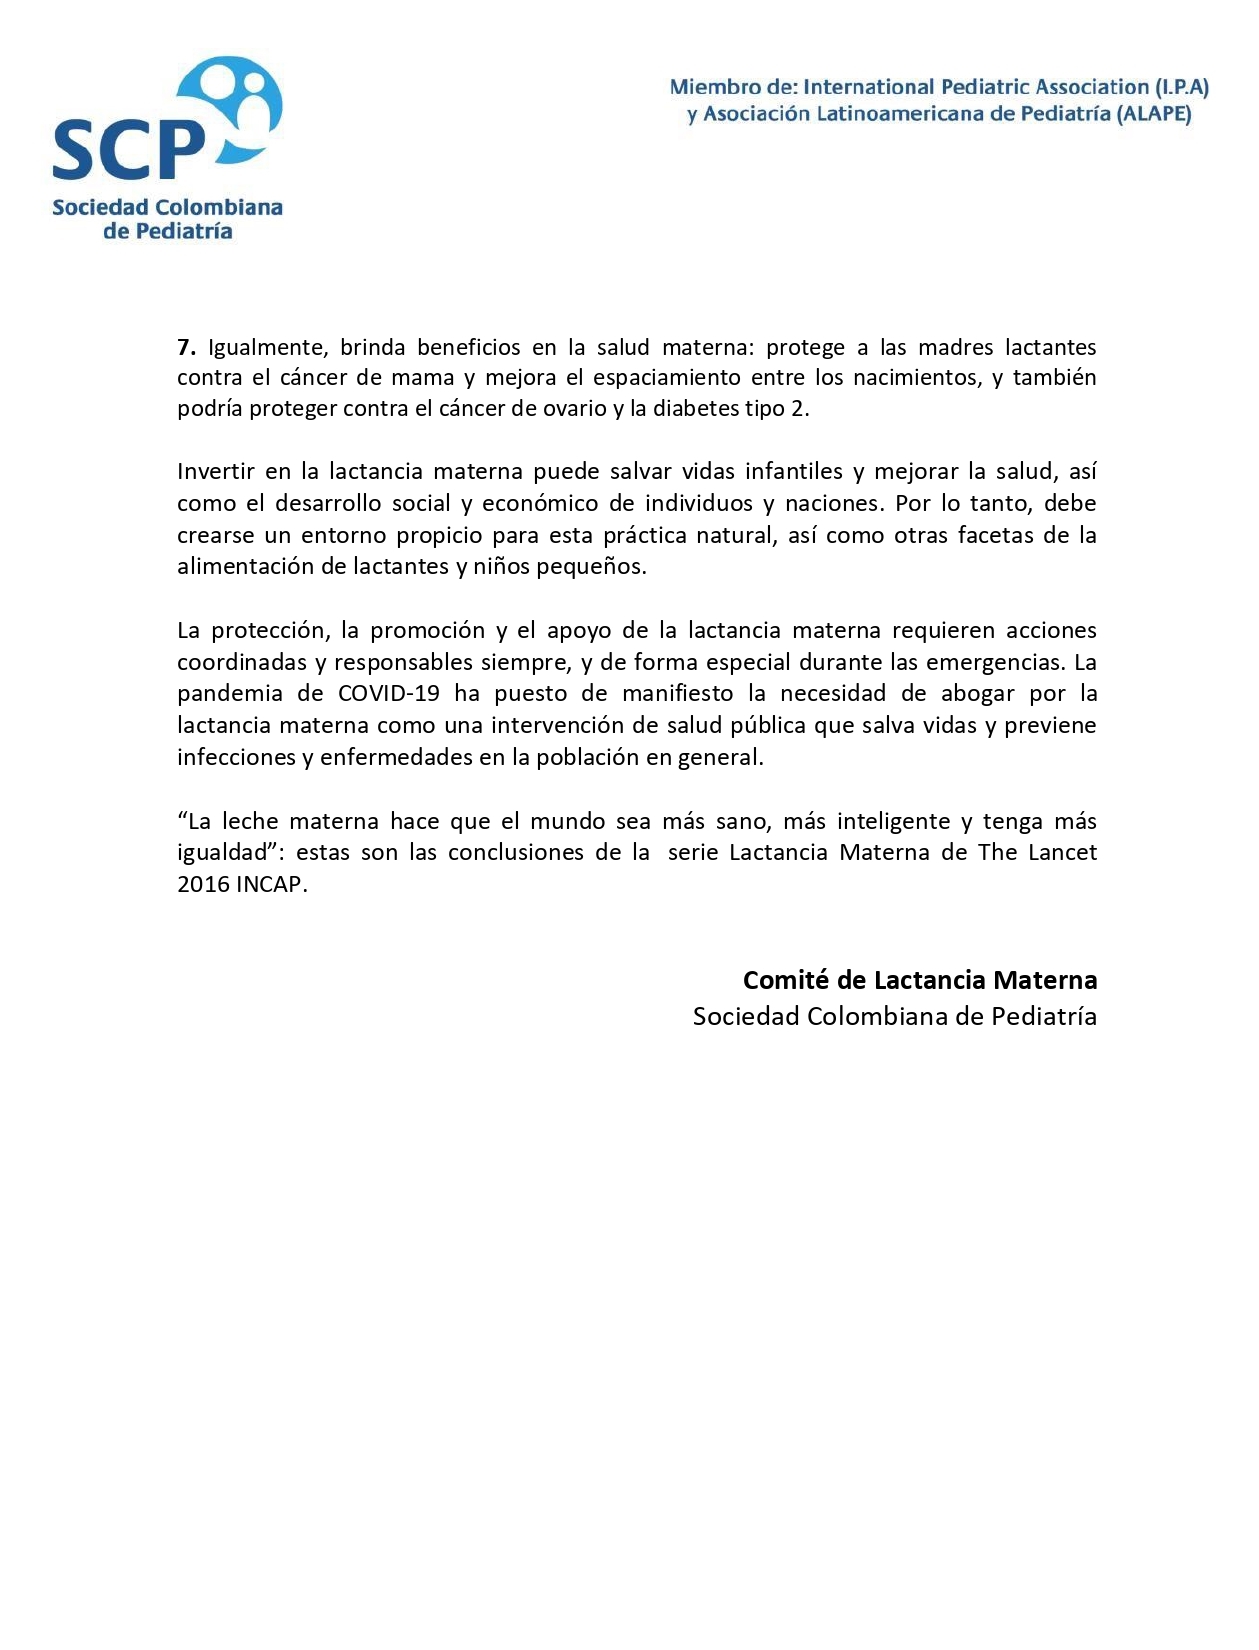 SCP
Sociedad Colombiana
de Pediatría
Miembro de: International Pediatric Association (I.P.A)
y Asociación Latinoamericana de Pediatría (ALAPE)
7. Igualmente, brinda beneficios en la salud materna: protege a las madres lactantes
contra el cáncer de mama y mejora el espaciamiento entre los nacimientos, y también
podría proteger contra el cáncer de ovario y la diabetes tipo 2.
Invertir en la lactancia materna puede salvar vidas infantiles y mejorar la salud, así
como el desarrollo social y económico de individuos y naciones. Por lo tanto, debe
crearse un entorno propicio para esta práctica natural, así como otras facetas de la
alimentación de lactantes y niños pequeños.
La protección, la promoción y el apoyo de la lactancia materna requieren acciones
coordinadas y responsables siempre, y de forma especial durante las emergencias. La
pandemia de COVID-19 ha puesto de manifiesto la necesidad de abogar por la
lactancia materna como una intervención de salud pública que salva vidas y previene
infecciones y enfermedades en la población en general.
“La leche materna hace que el mundo sea más sano, más inteligente y tenga más
igualdad”: estas son las conclusiones de la serie Lactancia Materna de The Lancet
2016 INCAP.
Comité de Lactancia Materna
Sociedad Colombiana de Pediatría